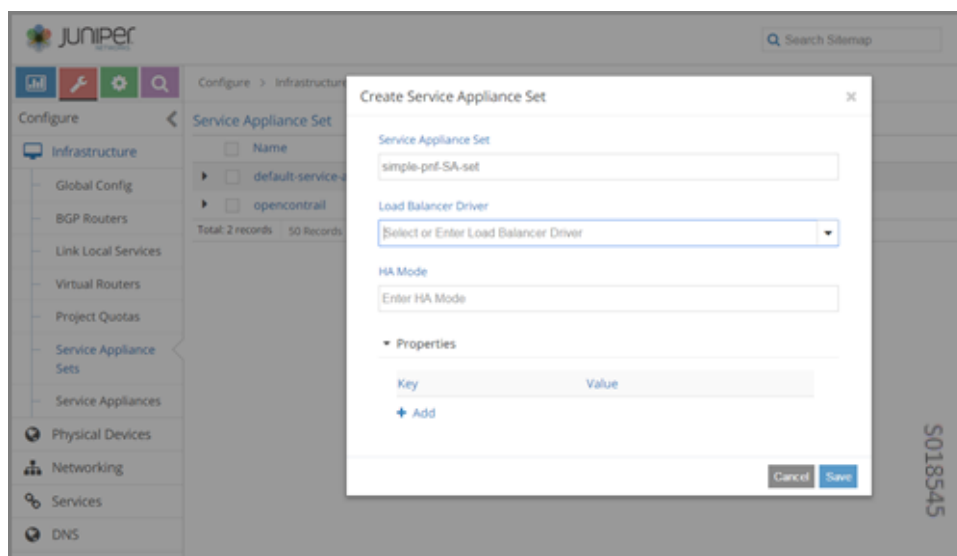 JUNIPER
NETWORKS
Search Sitemap
Configure > Infrastructure
Configure
Infrastructure
Global Config
BGP Routers
Link Local Services
Virtual Routers
Project Quotas
Service Appliance
Sets
Service Appliances
Physical Devices
Networking
Services
DNS
Service Appliance Set
Name
default-service-a
opencontrail
Total: 2 records 50 Records
Create Service Appliance Set
Service Appliance Set
simple-pnf-SA-set
Load Balancer Driver
Select or Enter Load Balancer Driver
HA Mode
Enter HA Mode
Properties
Key Value
+ Add
Cancel Save
S018545